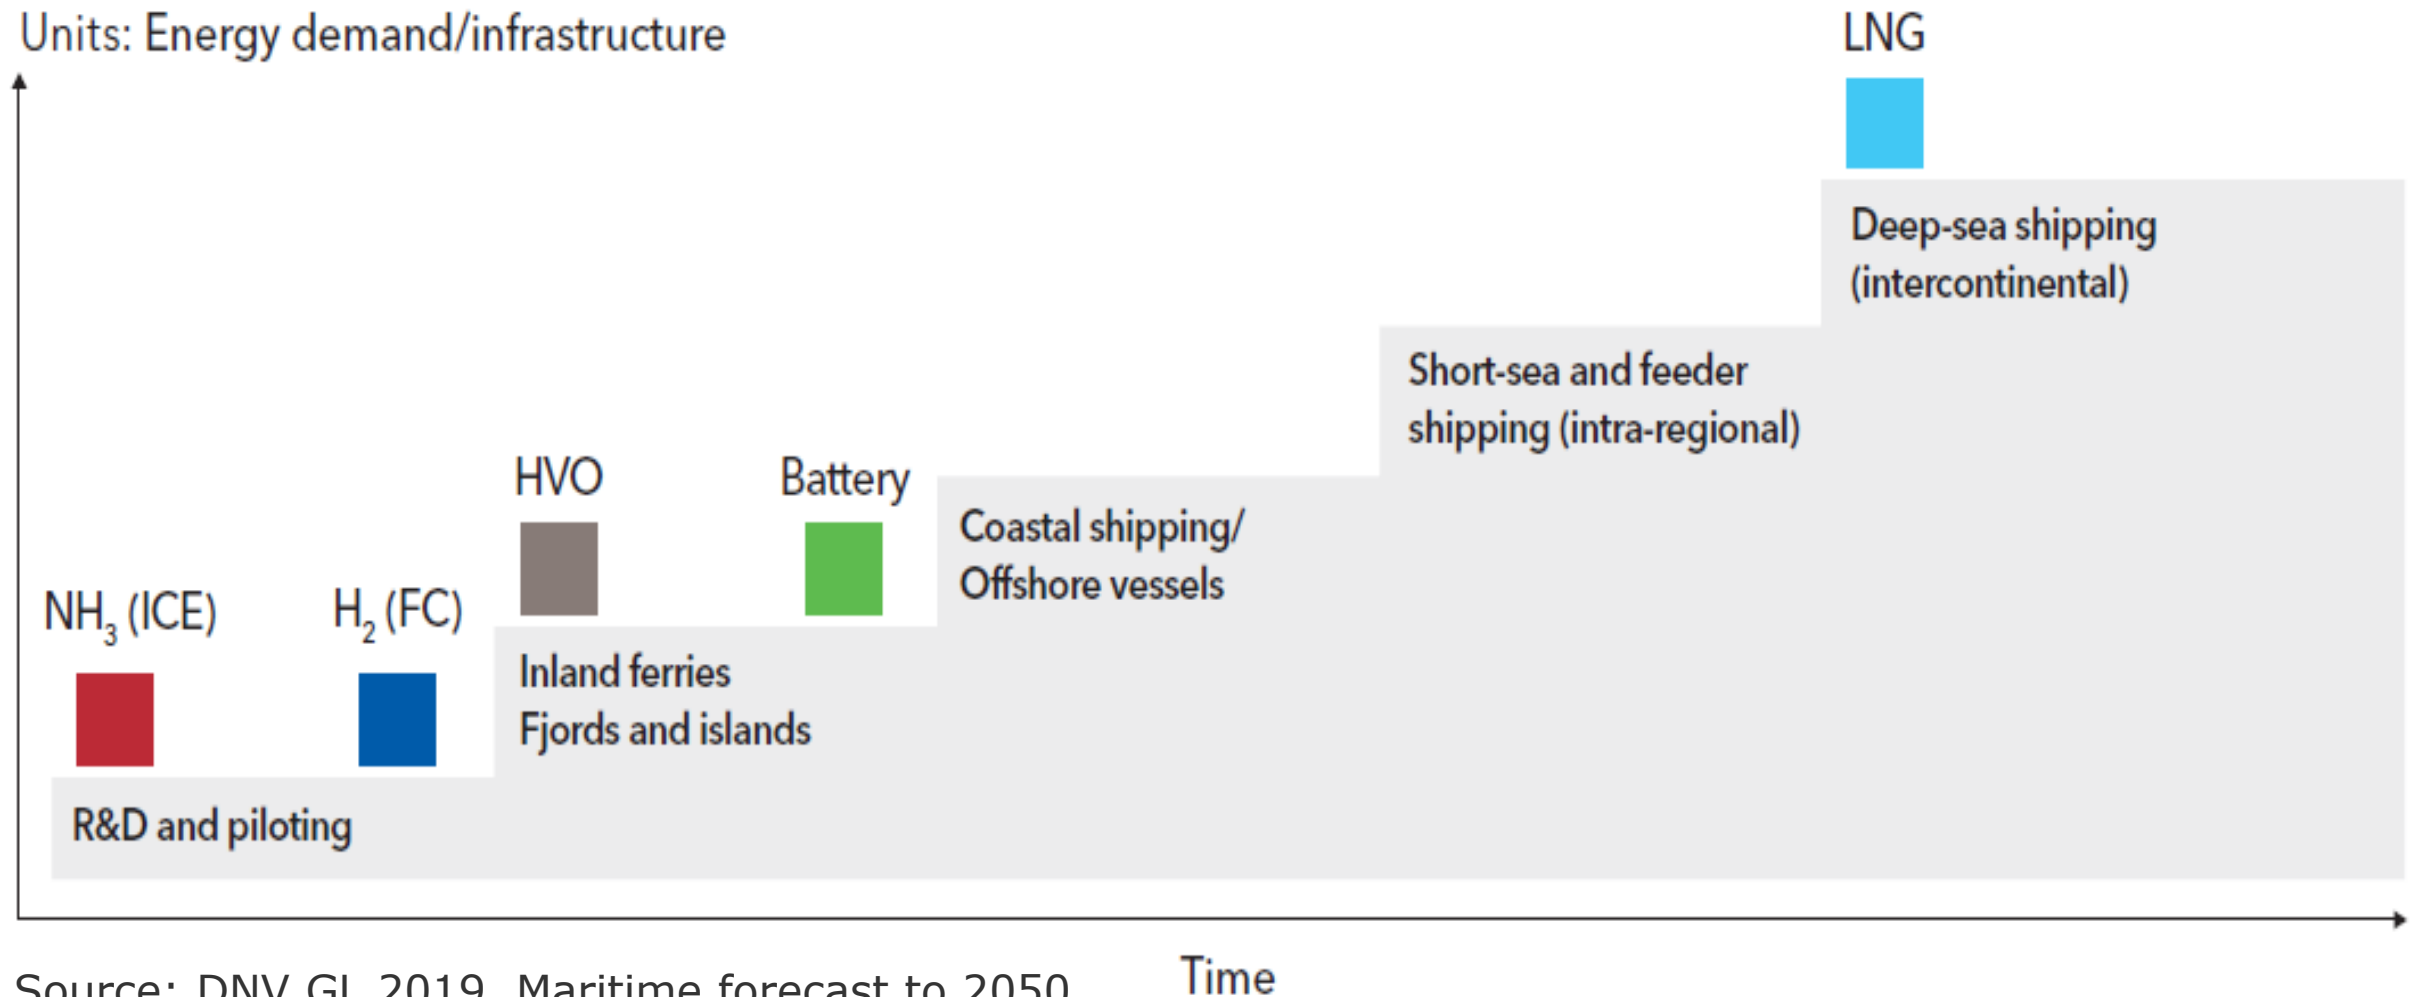 Units: Energy demand/infrastructure
LNG
Deep-sea shipping
(intercontinental)
Short-sea and feeder
shipping (intra-regional)
HVO
Battery
Coastal shipping/
Offshore vessels
NH₃ (ICE)
H₂ (FC)
Inland ferries
Fjords and islands
R&D and piloting
Time
Source: DNV GL 2019, Maritime forecast to 2050